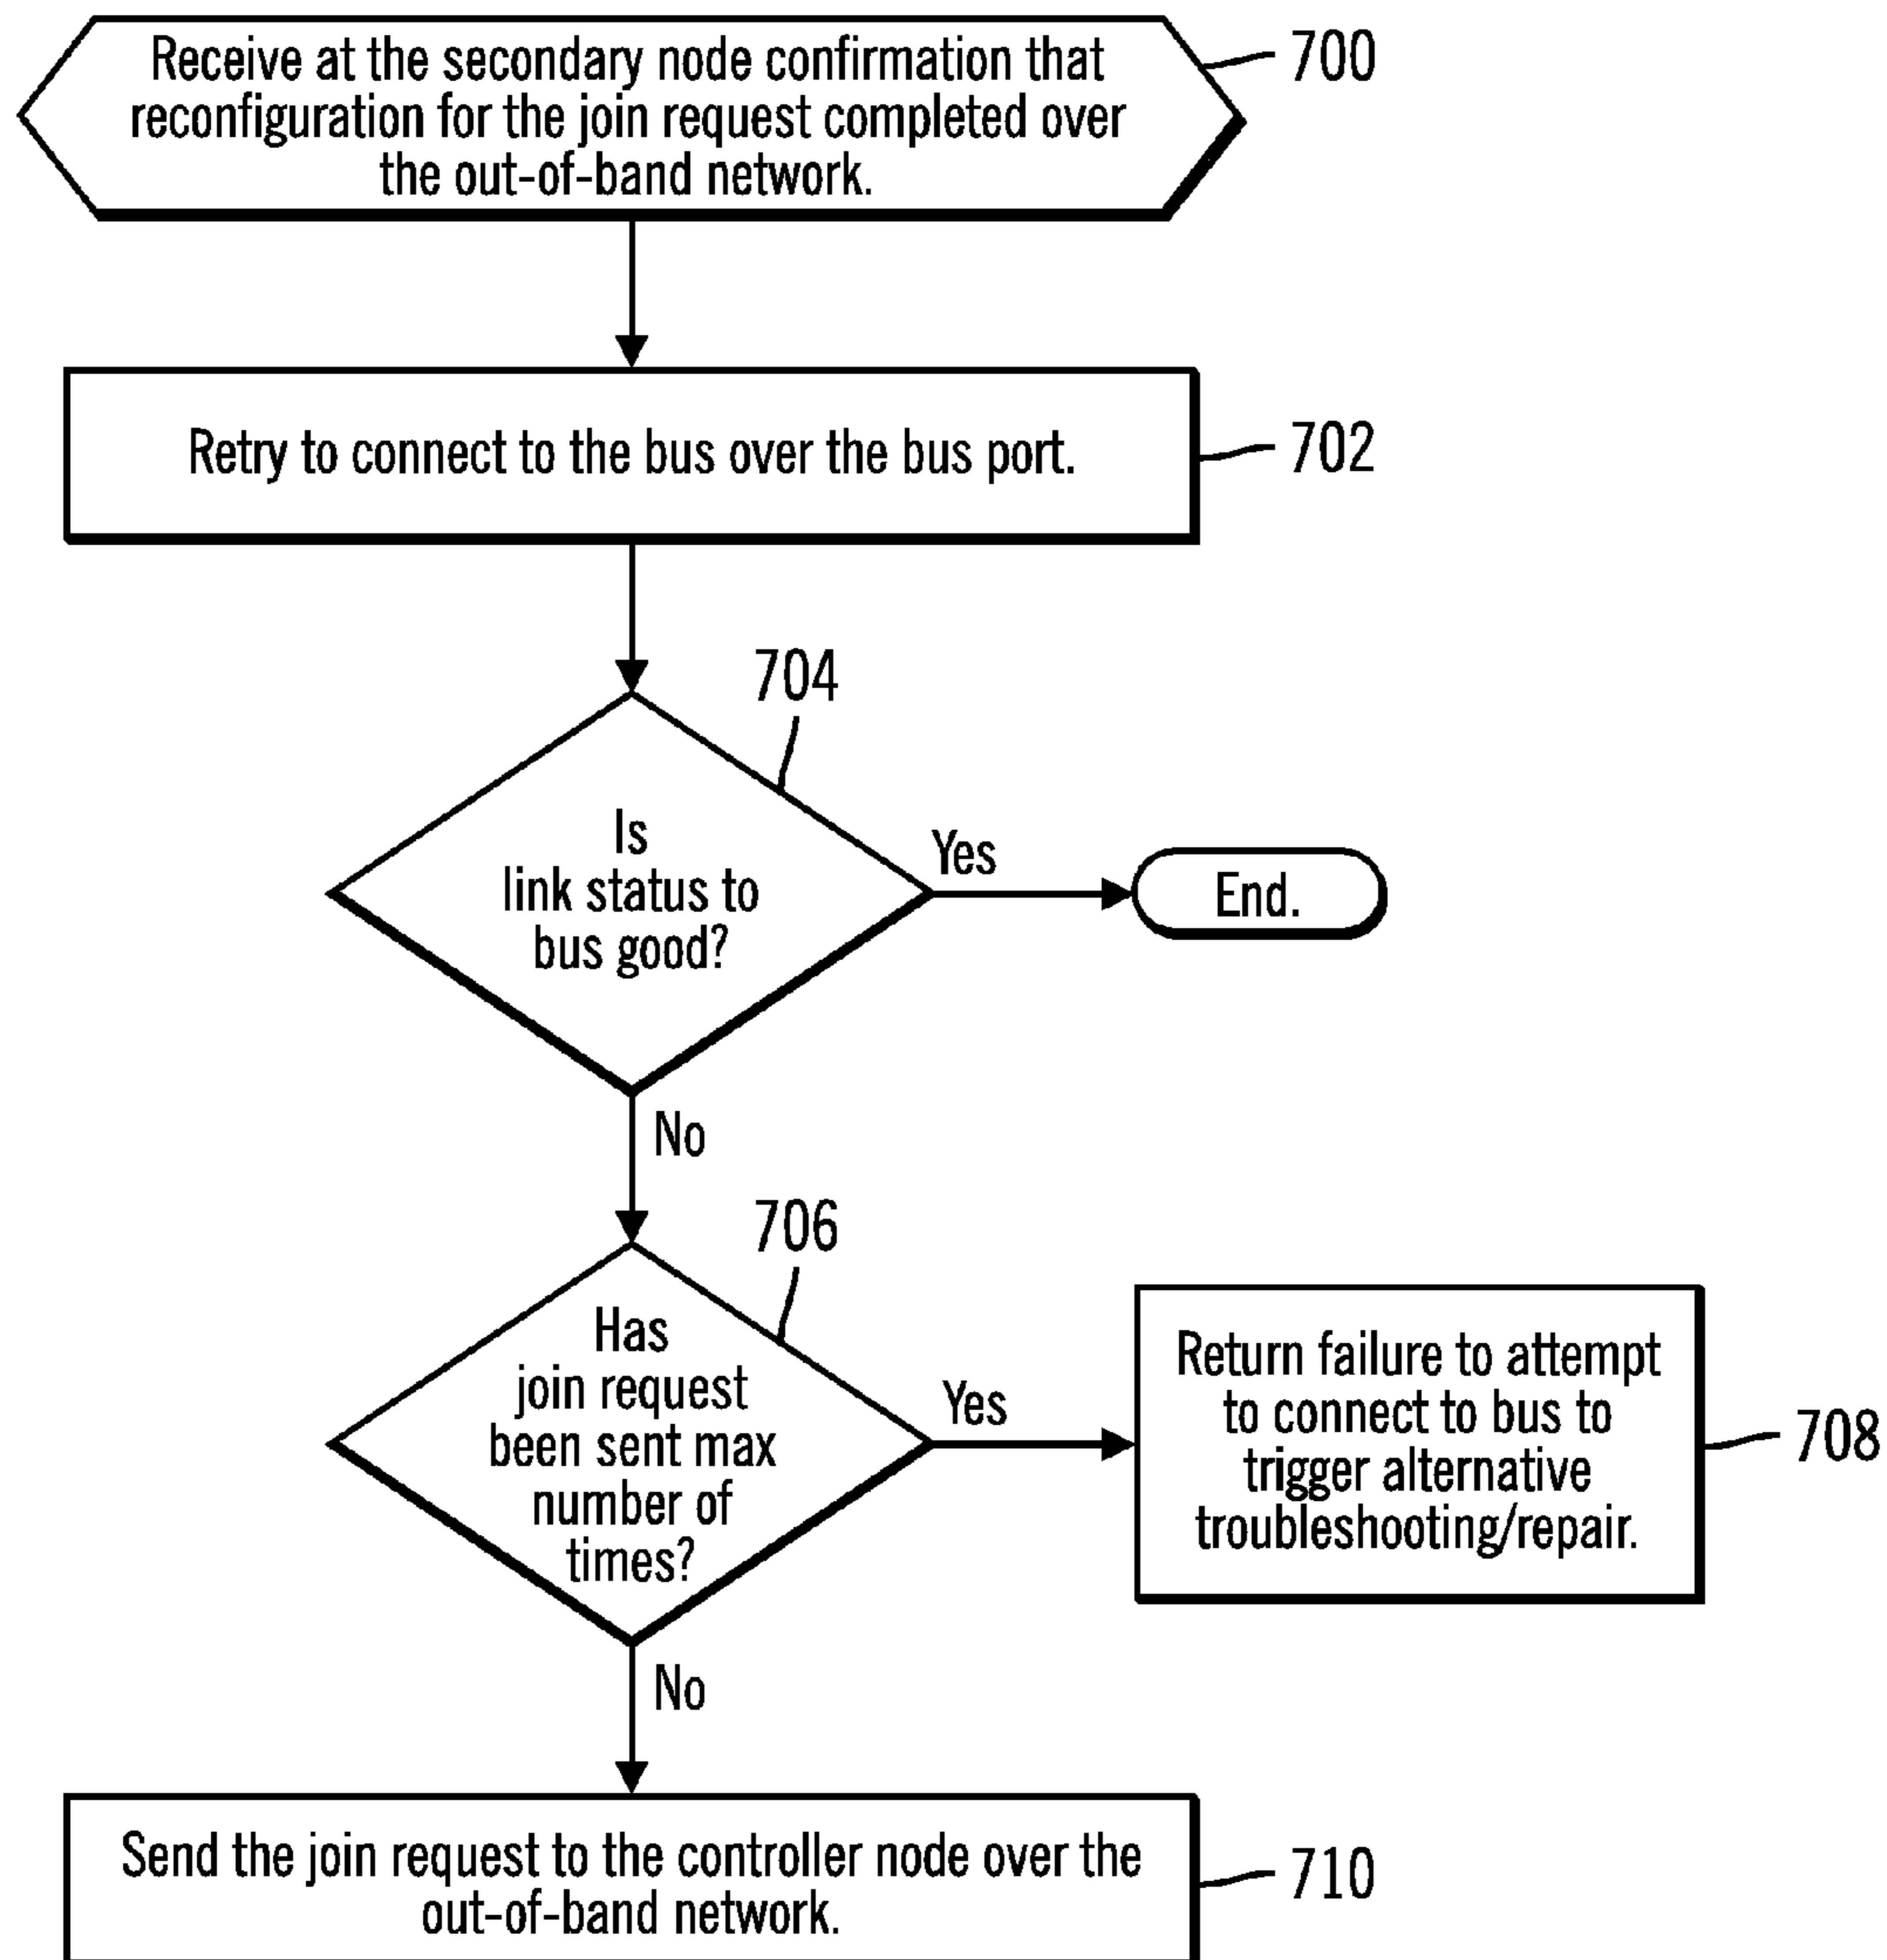 Receive at the secondary node confirmation that
reconfiguration for the join request completed over
the out-of-band network.
700
Retry to connect to the bus over the bus port.
702
704
Is
link status to
bus good?
Yes
End.
No
706
Has
join request
been sent max
number of
times?
Yes
Return failure to attempt
to connect to bus to
trigger alternative
troubleshooting/repair.
708
No
Send the join request to the controller node over the
out-of-band network.
710